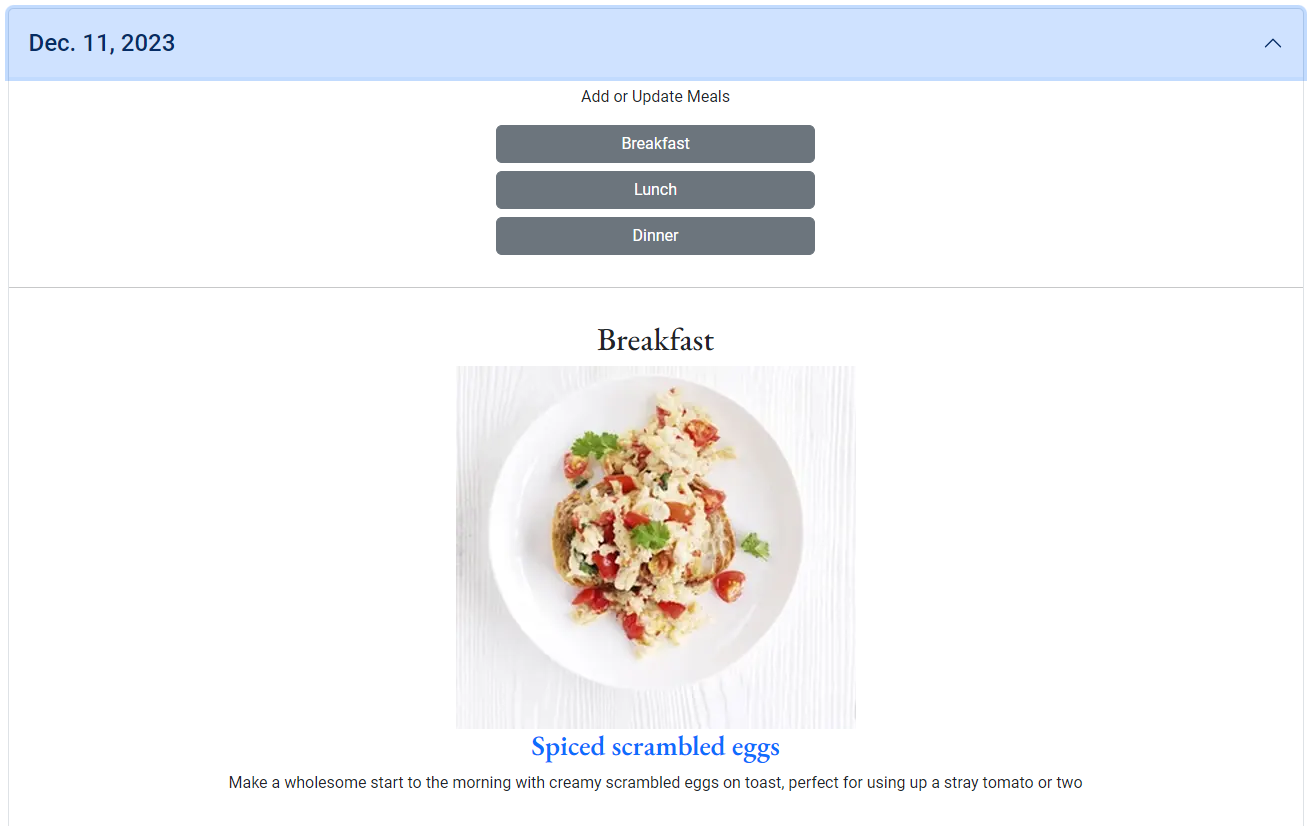 Dec. 11, 2023
Add or Update Meals
Breakfast
Lunch
Dinner
Breakfast
Spiced scrambled eggs
Make a wholesome start to the morning with creamy scrambled eggs on toast, perfect for using up a stray tomato or two